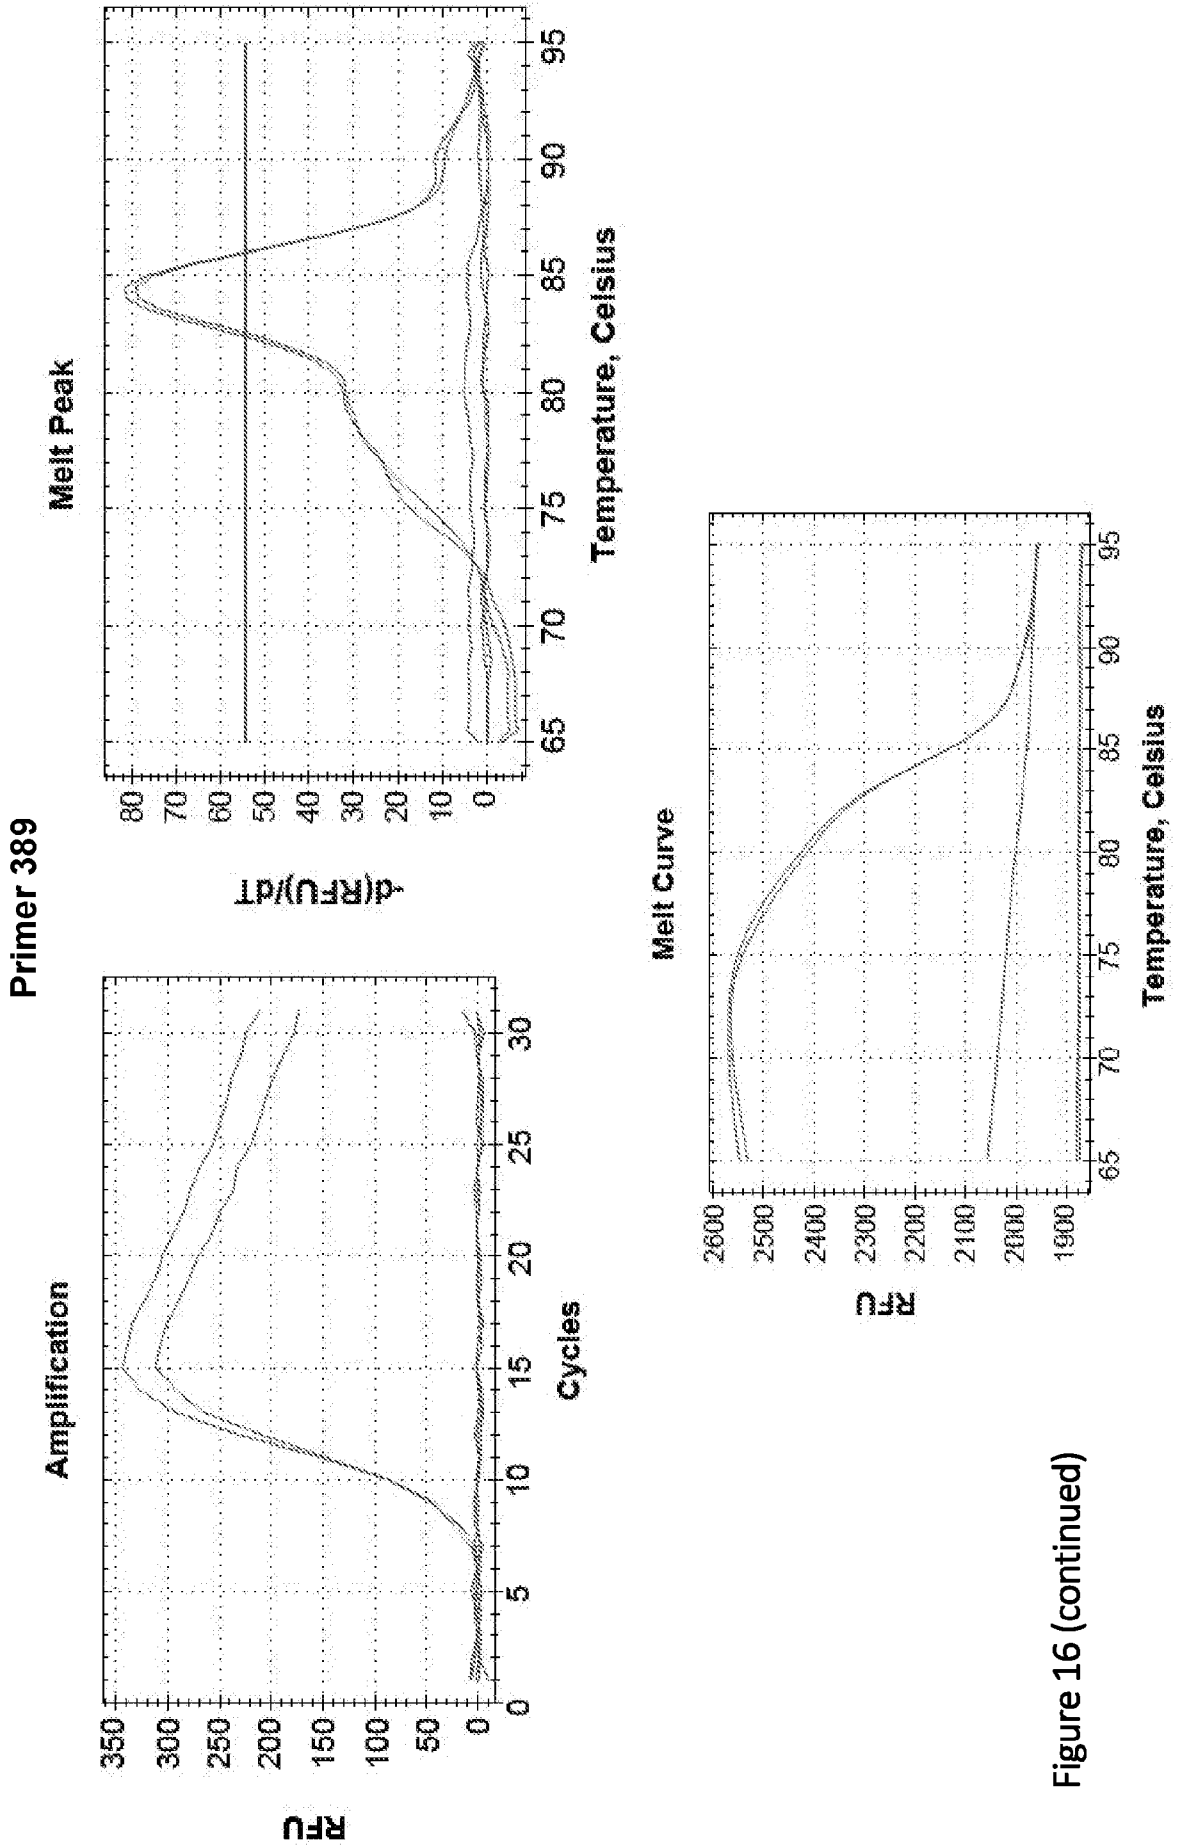 Primer 389
Amplification
350
300
250
200
150
100
50
0
RFU
0 5 10 15 20 25 30
Cycles
Melt Peak
80
70
60
50
40
30
20
10
0
-d(RFU)/dT
65 70 75 80 85 90 95
Temperature, Celsius
Melt Curve
2600
2500
2400
2300
2200
2100
2000
1900
RFU
65 70 75 80 85 90 95
Temperature, Celsius
Figure 16 (continued)